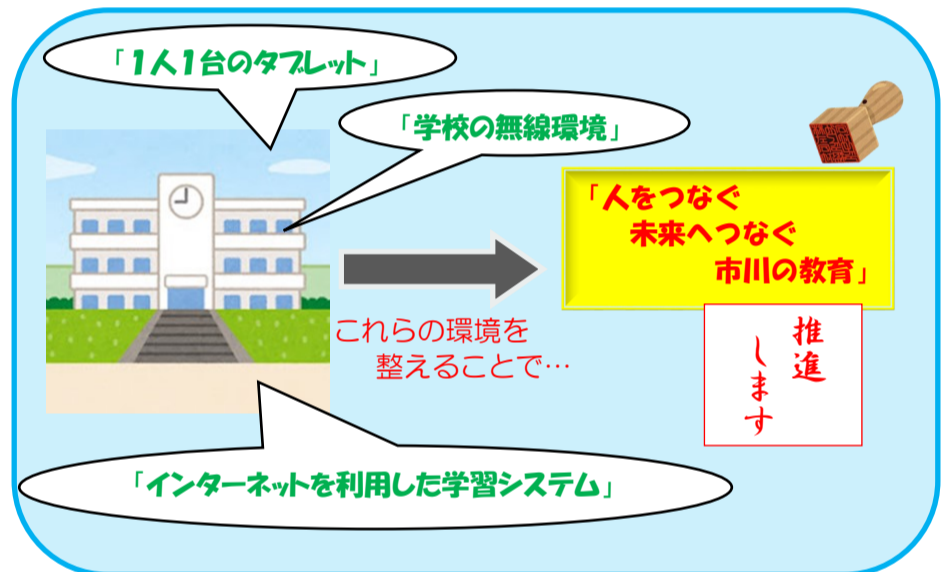 「1人1台のタブレット」
「学校の無線環境」
「人をつなぐ
未来へつなぐ
市川の教育」
これらの環境を
整えることで…
推進
します
「インターネットを利用した学習システム」